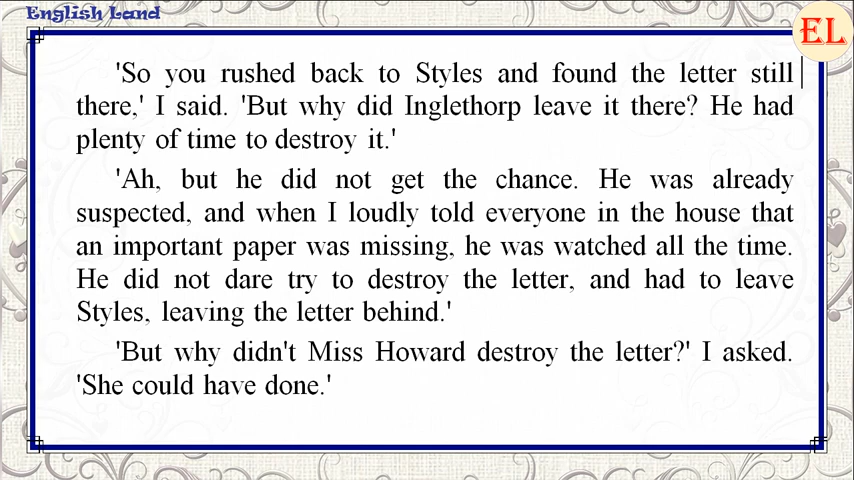 English Land
EL
'So you rushed back to Styles and found the letter still
there,' I said. 'But why did Inglethorp leave it there? He had
plenty of time to destroy it.'
'Ah, but he did not get the chance. He was already
suspected, and when I loudly told everyone in the house that
an important paper was missing, he was watched all the time.
He did not dare try to destroy the letter, and had to leave
Styles, leaving the letter behind.'
'But why didn't Miss Howard destroy the letter?' I asked.
'She could have done.'